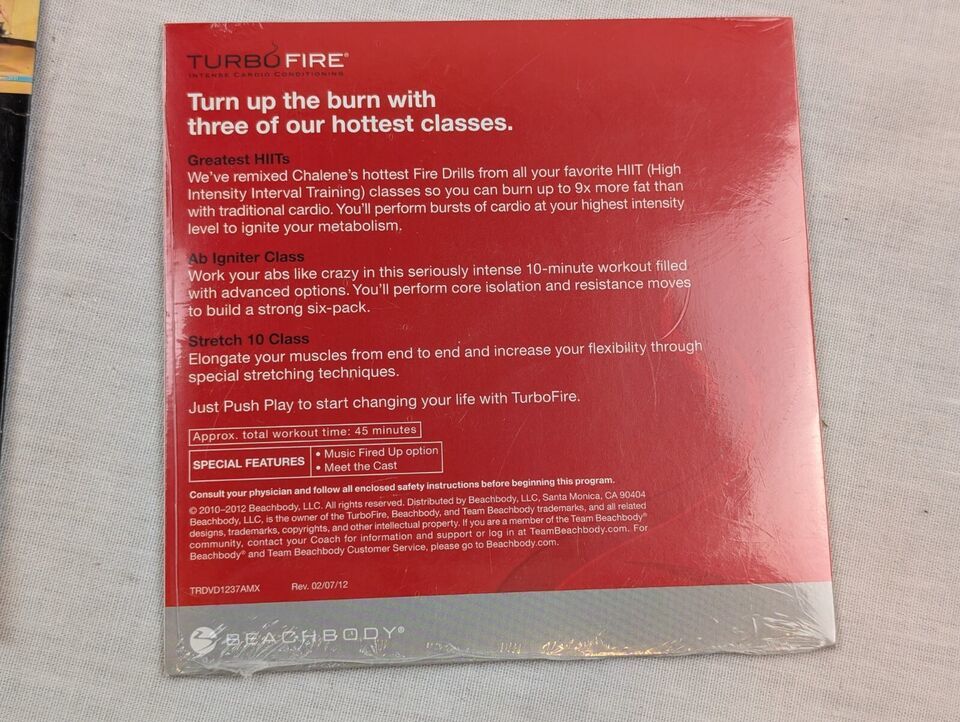 TURBO FIRE®
INTENSE CARDIO CONDITIONING
Turn up the burn with
three of our hottest classes.
Greatest HIITs
We've remixed Chalene's hottest Fire Drills from all your favorite HIIT (High
Intensity Interval Training) classes so you can burn up to 9x more fat than
with traditional cardio. You'll perform bursts of cardio at your highest intensity
level to ignite your metabolism.
Ab Igniter Class
Work your abs like crazy in this seriously intense 10-minute workout filled
with advanced options. You'll perform core isolation and resistance moves
to build a strong six-pack.
Stretch 10 Class
Elongate your muscles from end to end and increase your flexibility through
special stretching techniques.
Just Push Play to start changing your life with TurboFire.
Approx. total workout time: 45 minutes
SPECIAL FEATURES
• Music Fired Up option
• Meet the Cast
Consult your physician and follow all enclosed safety instructions before beginning this program.
© 2010–2012 Beachbody, LLC. All rights reserved. Distributed by Beachbody, LLC, Santa Monica, CA 90404
Beachbody, LLC, is the owner of the TurboFire, Beachbody, and Team Beachbody trademarks, and all related
designs, trademarks, copyrights, and other intellectual property. If you are a member of the Team Beachbody®
community, contact your Coach for information and support or log in at TeamBeachbody.com. For
Beachbody® and Team Beachbody Customer Service, please go to Beachbody.com.
TRDVD1237AMX Rev. 02/07/12
BEACHBODY®